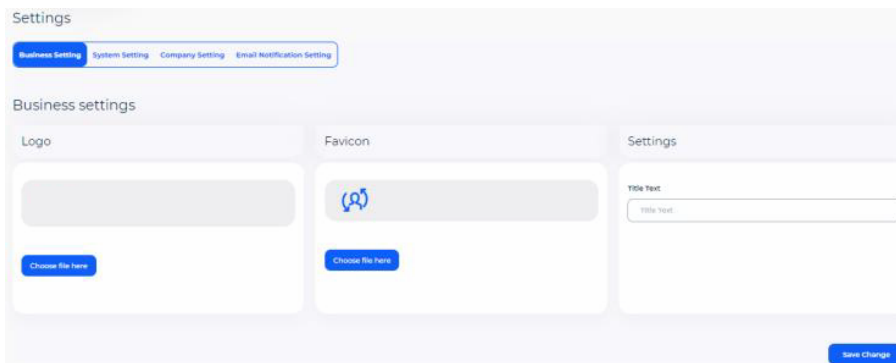 Settings
Business Setting System Setting Company Setting Email Notification Setting
Business settings
Logo Favicon Settings
Title Text
Title Text
Choose file here Choose file here
Save Change